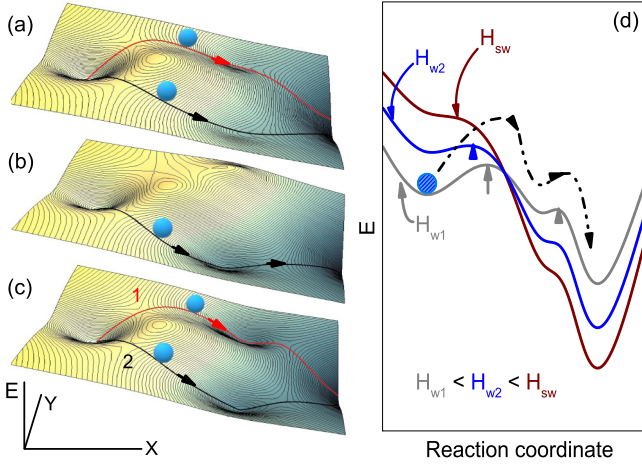 (a)
(b)
(c)
1
2
E
Y
X
(d)
H_sw
H_w2
H_w1
E
H_w1 < H_w2 < H_sw
Reaction coordinate